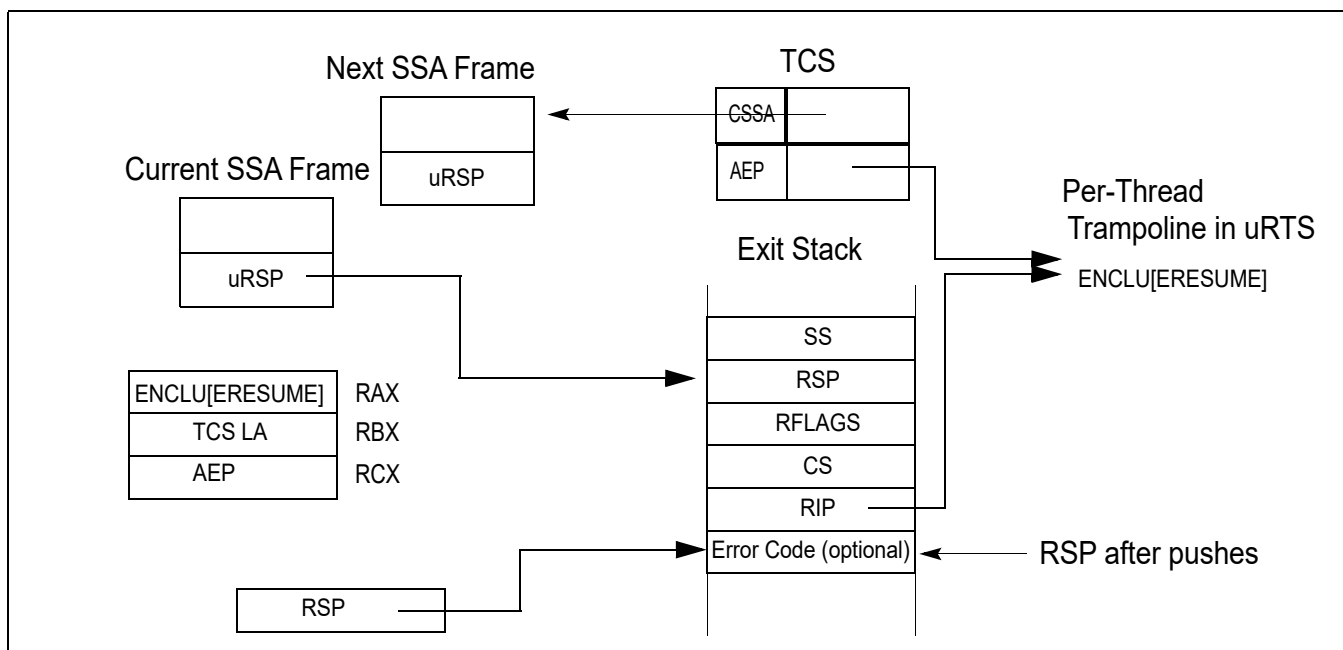 Next SSA Frame
TCS
CSSA
Current SSA Frame
uRSP
AEP
Per-Thread
Trampoline in uRTS
Exit Stack
uRSP
ENCLU[ERESUME]
SS
RSP
ENCLU[ERESUME] RAX
RFLAGS
TCS LA RBX
CS
AEP RCX
RIP
Error Code (optional)
RSP after pushes
RSP